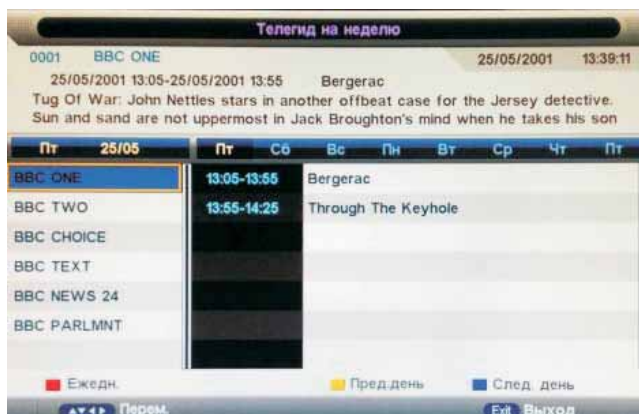 Телегид на неделю
0001 BBC ONE 25/05/2001 13:39:11
25/05/2001 13:05-25/05/2001 13:55 Bergerac
Tug Of War: John Nettles stars in another offbeat case for the Jersey detective.
Sun and sand are not uppermost in Jack Broughton's mind when he takes his son
Пт 25/05 Пт Сб Вс Пн Вт Ср Чт Пт
BBC ONE 13:05-13:55 Bergerac
BBC TWO 13:55-14:25 Through The Keyhole
BBC CHOICE
BBC TEXT
BBC NEWS 24
BBC PARLMNT
Ежедн. Пред.день След. день
Перем. Exit Выход